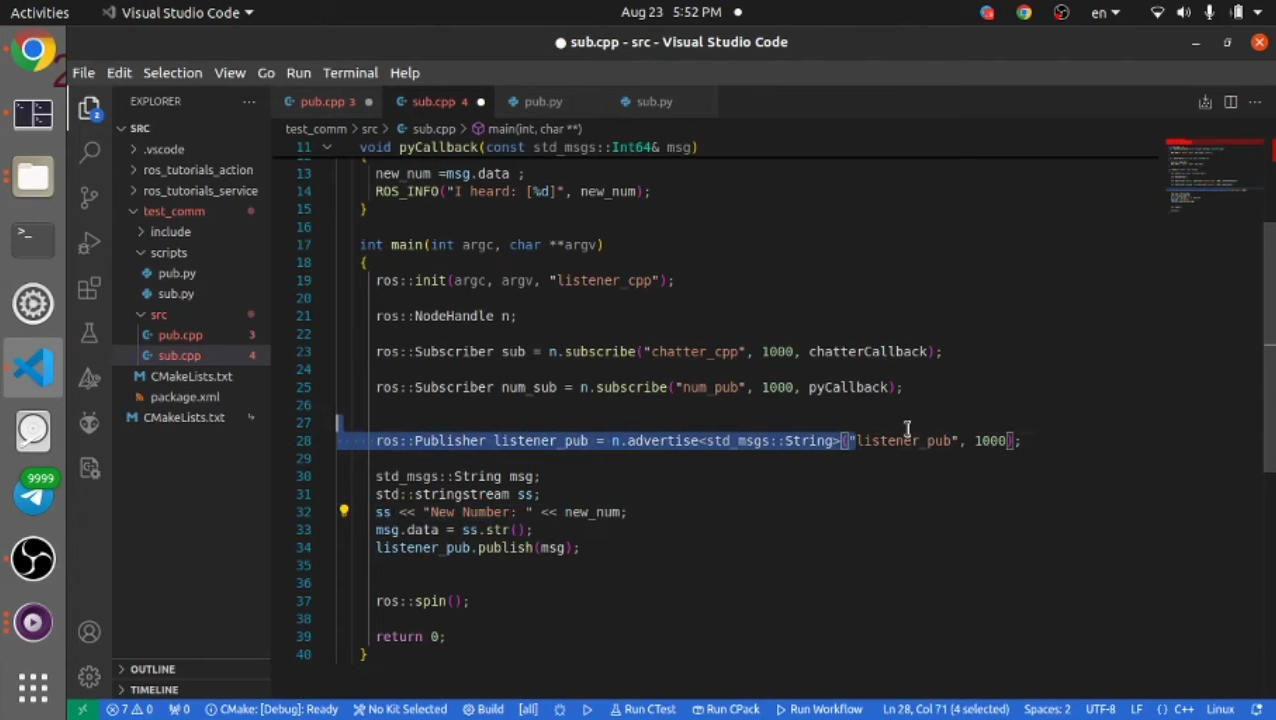 Activities
Visual Studio Code
Aug 23 5:52 PM
en
sub.cpp - src - Visual Studio Code
File Edit Selection View Go Run Terminal Help
EXPLORER
pub.cpp 3
sub.cpp 4
pub.py
sub.py
SRC
test_comm > src > sub.cpp > main(int, char **)
.vscode
ros_tutorials_action
ros_tutorials_service
test_comm
include
scripts
pub.py
sub.py
src
pub.cpp 3
sub.cpp 4
CMakeLists.txt
package.xml
CMakeLists.txt
OUTLINE
TIMELINE
2
9999
11 void pyCallback(const std_msgs::Int64& msg)
12 {
13 new_num =msg.data ;
14 ROS_INFO("I heard: [%d]", new_num);
15 }
16
17 int main(int argc, char **argv)
18 {
19 ros::init(argc, argv, "listener_cpp");
20
21 ros::NodeHandle n;
22
23 ros::Subscriber sub = n.subscribe("chatter_cpp", 1000, chatterCallback);
24
25 ros::Subscriber num_sub = n.subscribe("num_pub", 1000, pyCallback);
26
27
28 ros::Publisher listener_pub = n.advertise<std_msgs::String>("listener_pub", 1000);
29
30 std_msgs::String msg;
31 std::stringstream ss;
32 ss << "New Number: " << new_num;
33 msg.data = ss.str();
34 listener_pub.publish(msg);
35
36
37 ros::spin();
38
39 return 0;
40 }
7 0 0 CMake: [Debug]: Ready No Kit Selected Build [all] Run CTest Run CPack Run Workflow Ln 28, Col 71 (4 selected) Spaces: 2 UTF-8 LF {} C++ Linux